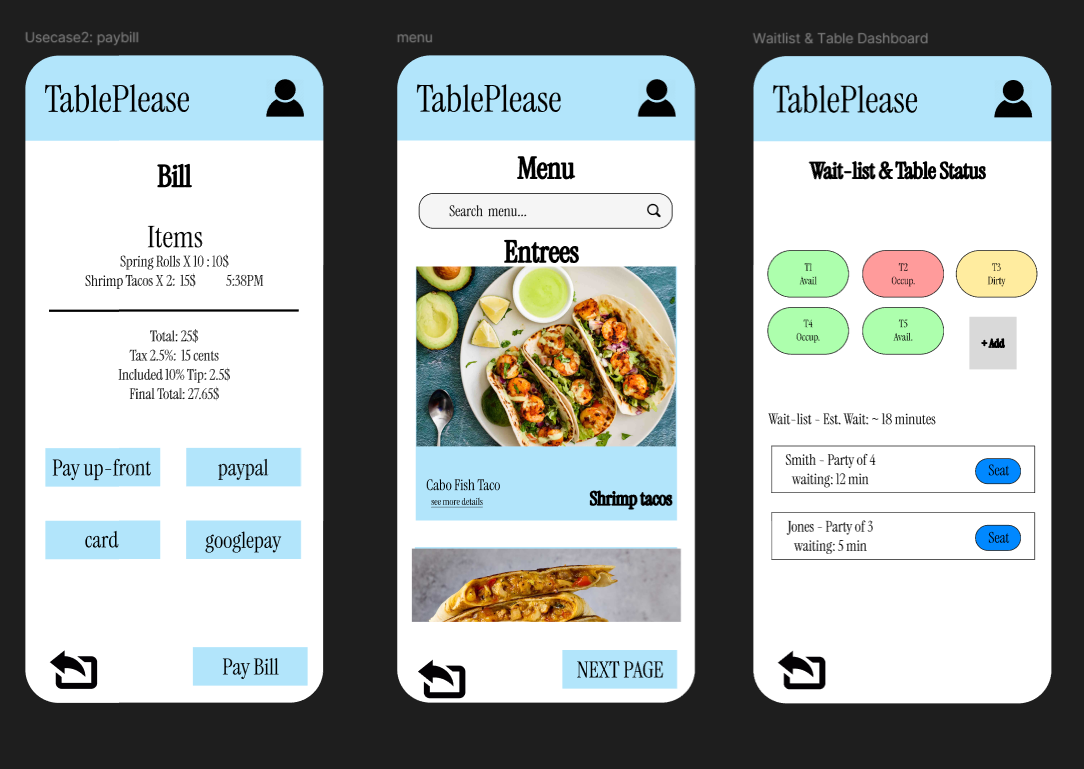 Usecase2: paybill
TablePlease
Bill
Items
Spring Rolls X 10 : 10$
Shrimp Tacos X 2: 15$ 5:38PM
Total: 25$
Tax 2.5%: 15 cents
Included 10% Tip: 2.5$
Final Total: 27.65$
Pay up-front
paypal
card
googlepay
Pay Bill
menu
TablePlease
Menu
Search menu...
Entrees
Cabo Fish Taco
see more details
Shrimp tacos
NEXT PAGE
Waitlist & Table Dashboard
TablePlease
Wait-list & Table Status
T1
Avail
T2
Occup.
T3
Dirty
T4
Occup.
T5
Avail.
+ Add
Wait-list - Est. Wait: ~ 18 minutes
Smith - Party of 4
waiting: 12 min
Seat
Jones - Party of 3
waiting: 5 min
Seat